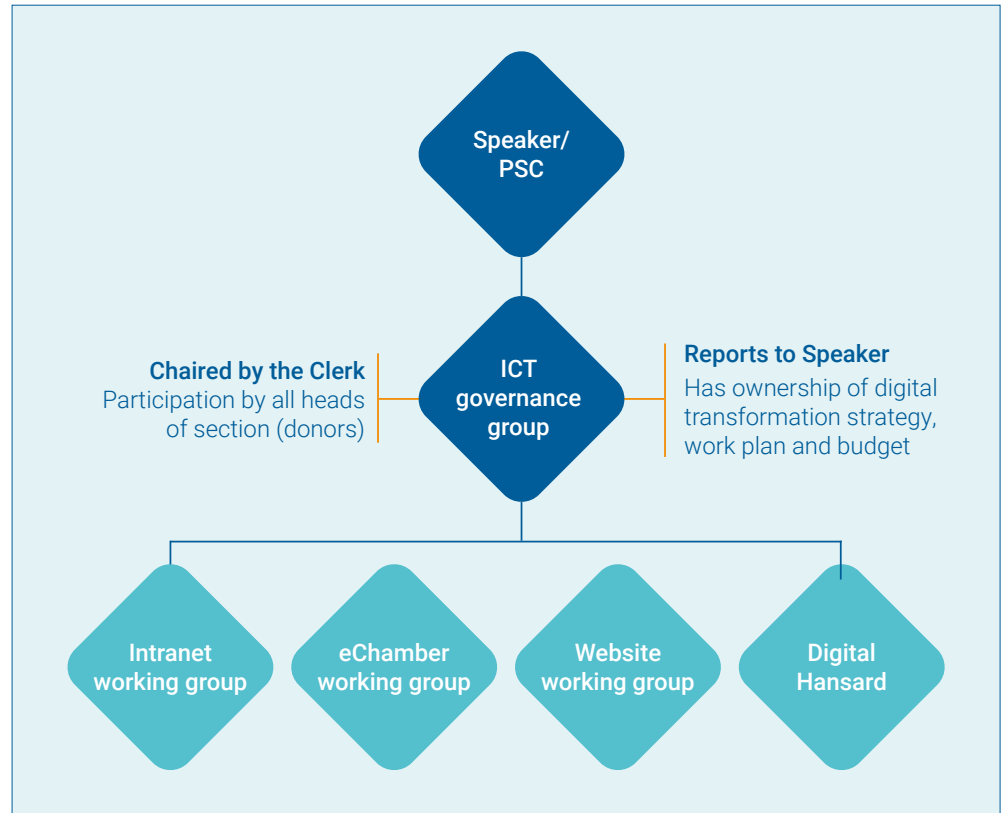 Speaker/
PSC
Chaired by the Clerk
Participation by all heads
of section (donors)
ICT
governance
group
Reports to Speaker
Has ownership of digital
transformation strategy,
work plan and budget
Intranet
working group
eChamber
working group
Website
working group
Digital
Hansard